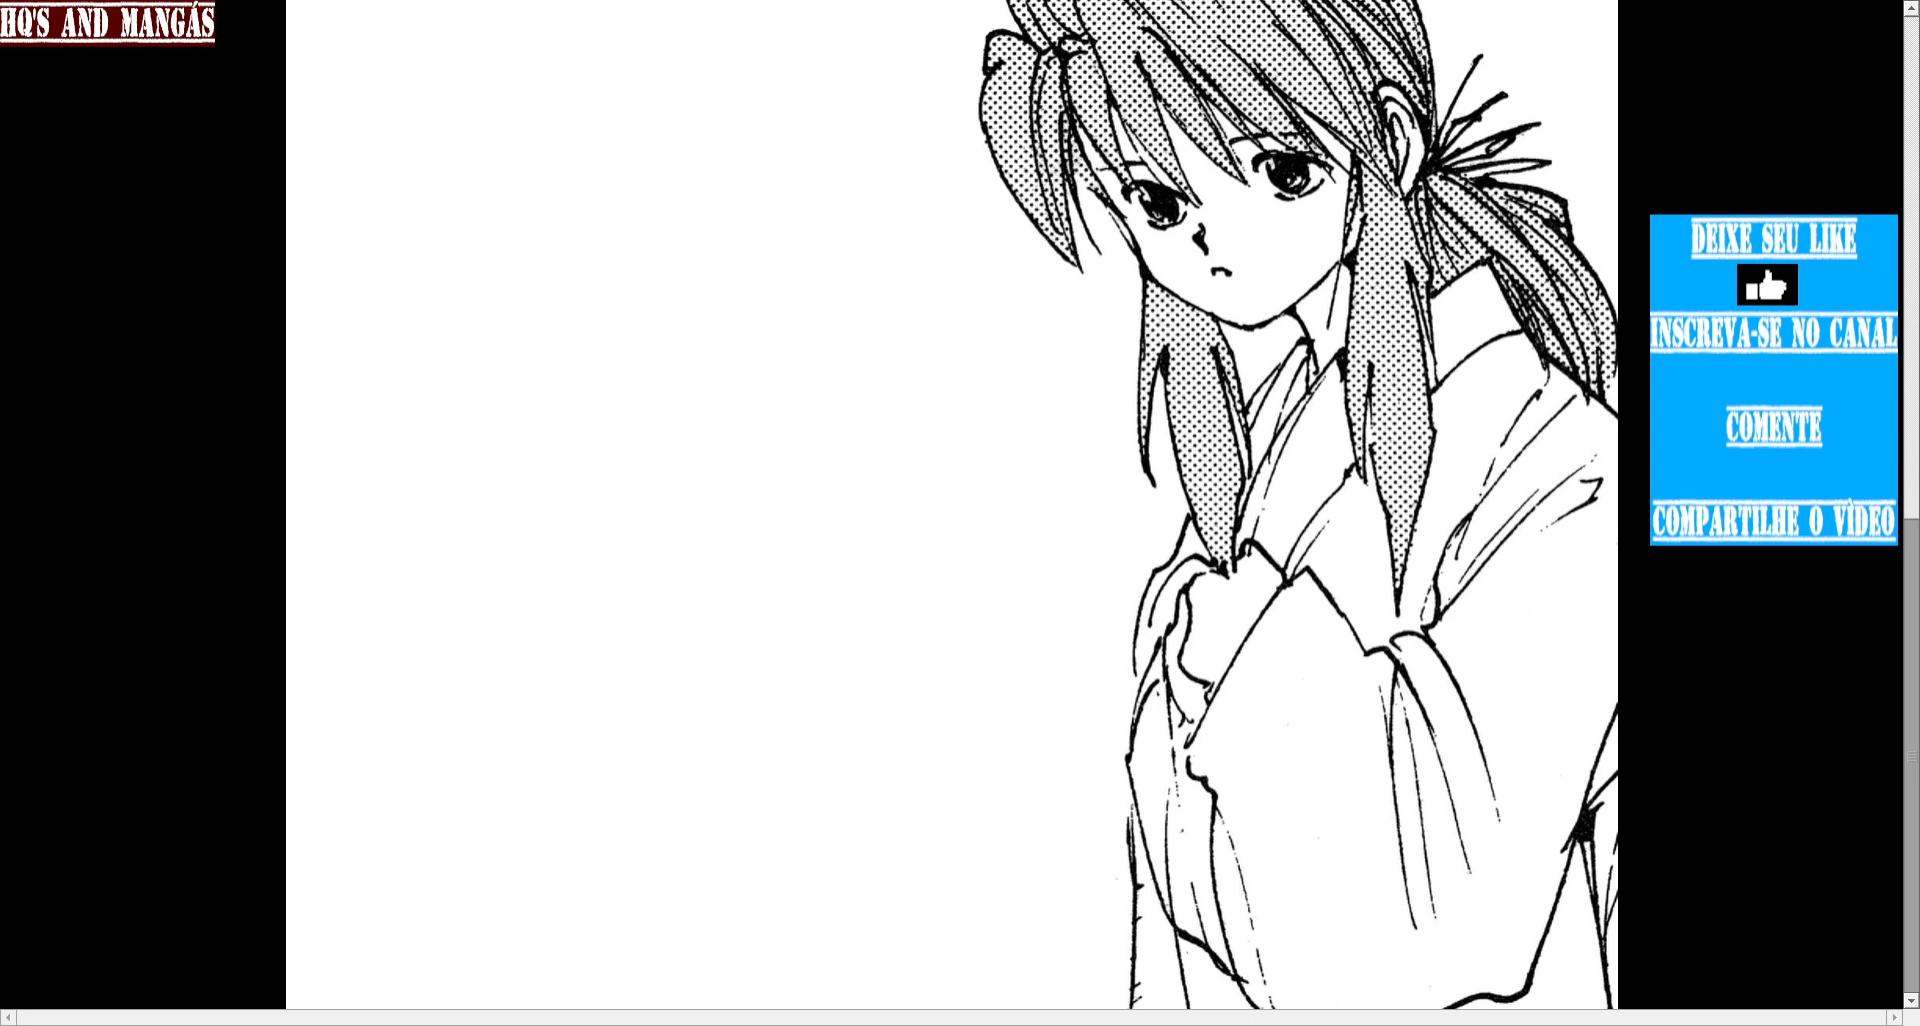 HQ'S AND MANGÁS
DEIXE SEU LIKE
INSCREVA-SE NO CANAL
COMENTE
COMPARTILHE O VÍDEO